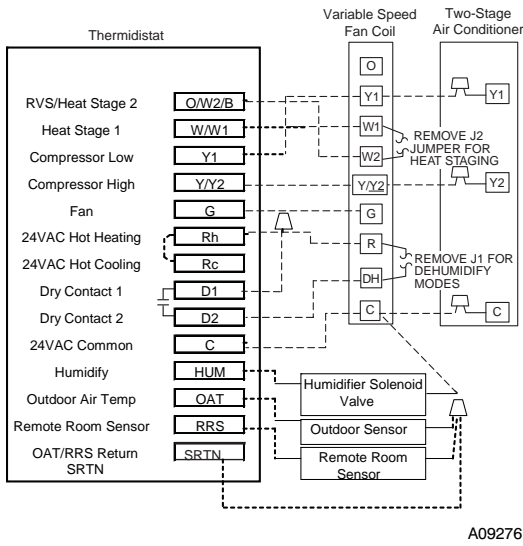 Thermidistat
Variable Speed
Fan Coil
Two-Stage
Air Conditioner
RVS/Heat Stage 2 O/W2/B
Heat Stage 1 W/W1
Compressor Low Y1
Compressor High Y/Y2
Fan G
24VAC Hot Heating Rh
24VAC Hot Cooling Rc
Dry Contact 1 D1
Dry Contact 2 D2
24VAC Common C
Humidify HUM
Outdoor Air Temp OAT
Remote Room Sensor RRS
OAT/RRS Return
SRTN
SRTN
O
Y1
W1
W2
Y/Y2
G
R
DH
C
REMOVE J2
JUMPER FOR
HEAT STAGING
REMOVE J1 FOR
DEHUMIDIFY
MODES
Y1
Y2
C
Humidifier Solenoid
Valve
Outdoor Sensor
Remote Room
Sensor
A09276